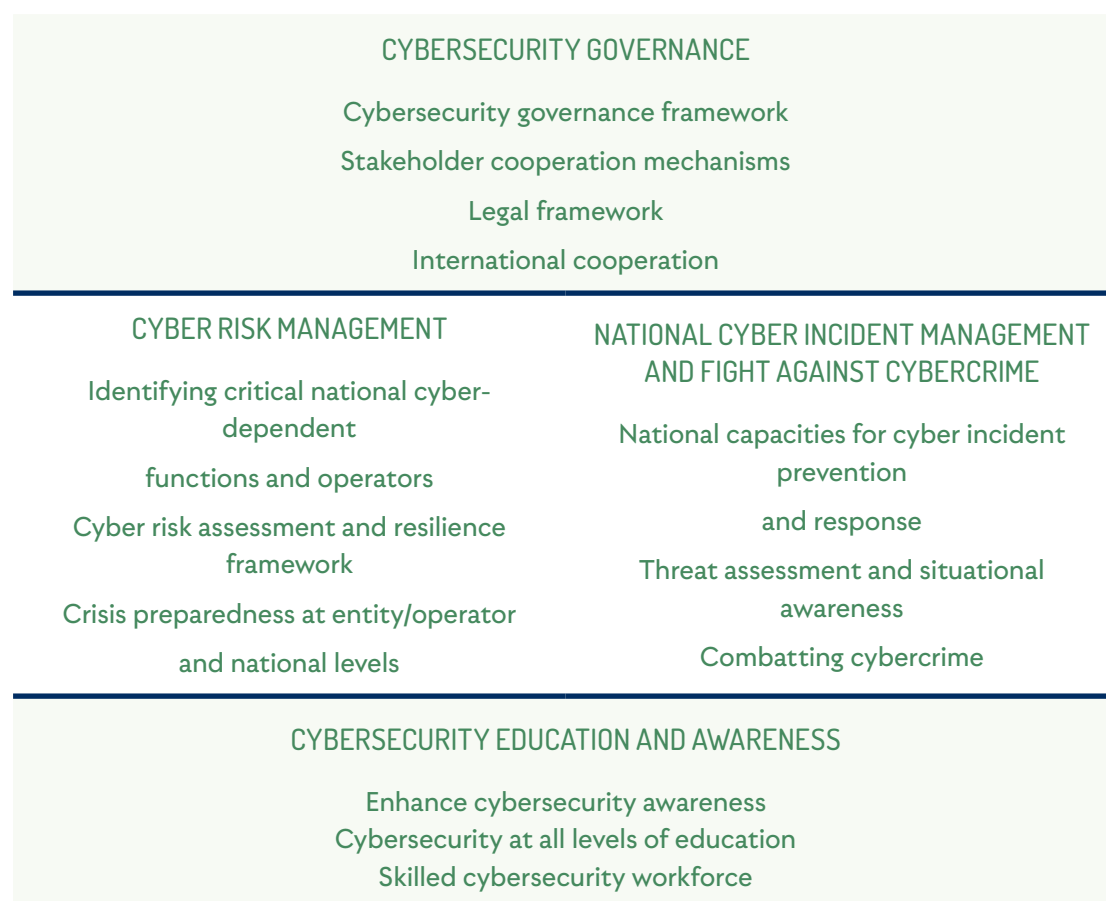 CYBERSECURITY GOVERNANCE
Cybersecurity governance framework
Stakeholder cooperation mechanisms
Legal framework
International cooperation
CYBER RISK MANAGEMENT
Identifying critical national cyber-
dependent
functions and operators
Cyber risk assessment and resilience
framework
Crisis preparedness at entity/operator
and national levels
NATIONAL CYBER INCIDENT MANAGEMENT
AND FIGHT AGAINST CYBERCRIME
National capacities for cyber incident
prevention
and response
Threat assessment and situational
awareness
Combatting cybercrime
CYBERSECURITY EDUCATION AND AWARENESS
Enhance cybersecurity awareness
Cybersecurity at all levels of education
Skilled cybersecurity workforce